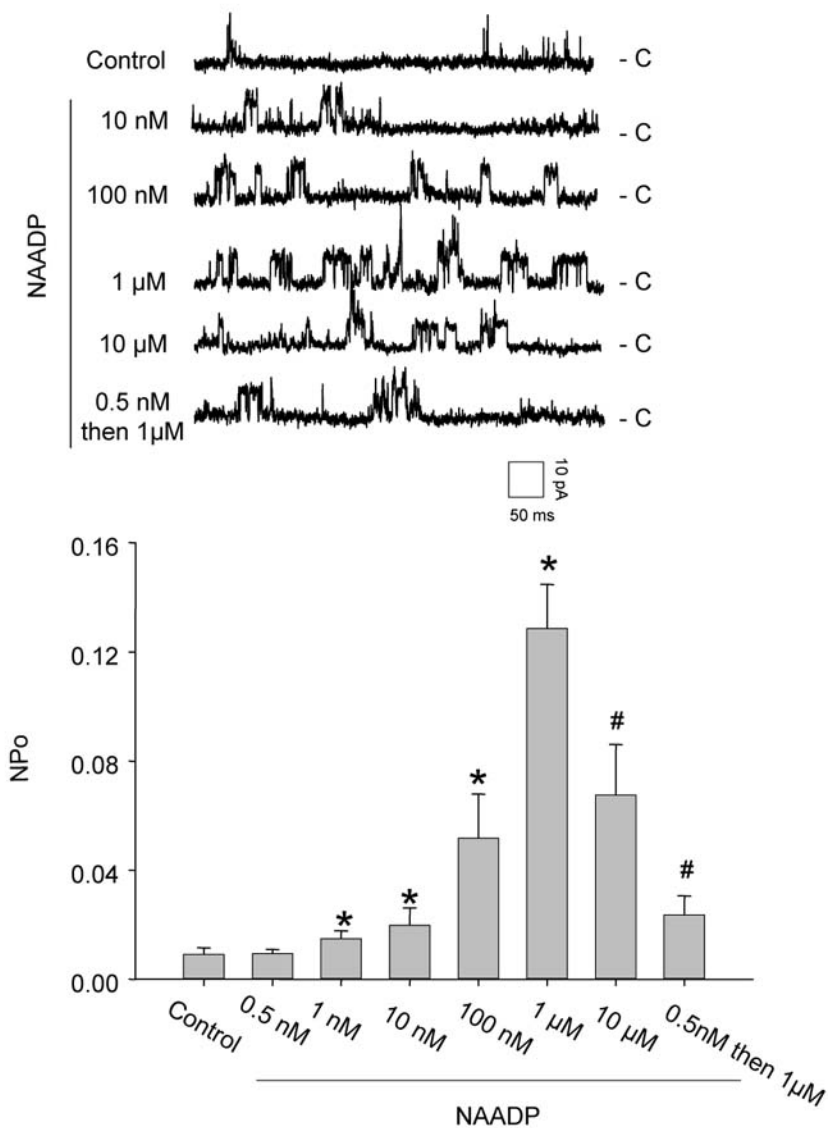 Control - C
10 nM - C
100 nM - C
NAADP
1 µM - C
10 µM - C
0.5 nM
then 1µM - C
10 pA
50 ms
0.16
*
0.12
#
NPo
0.08
*
#
0.04
* *
0.00
Control 0.5 nM 1 nM 10 nM 100 nM 1 µM 10 µM 0.5nM then 1µM
NAADP